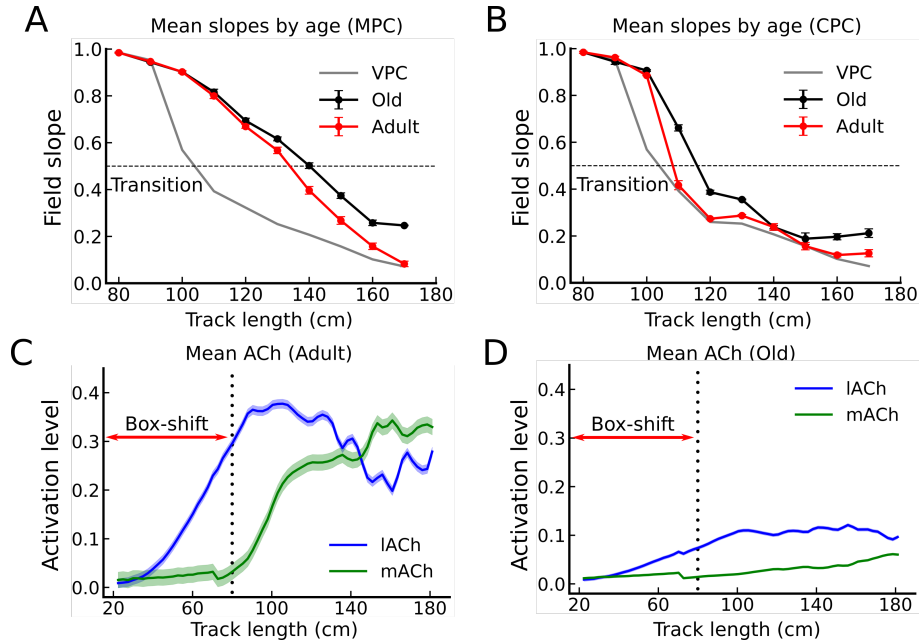 A
Mean slopes by age (MPC)
1.0
0.8
0.6
0.4
0.2
0.0
Field slope
VPC
Old
Adult
Transition
80 100 120 140 160 180
Track length (cm)
B
Mean slopes by age (CPC)
1.0
0.8
0.6
0.4
0.2
0.0
Field slope
VPC
Old
Adult
Transition
80 100 120 140 160 180
Track length (cm)
C
Mean ACh (Adult)
0.4
0.3
0.2
0.1
0.0
Activation level
Box-shift
lACh
mACh
20 60 100 140 180
Track length (cm)
D
Mean ACh (Old)
0.4
0.3
0.2
0.1
0.0
Activation level
Box-shift
lACh
mACh
20 60 100 140 180
Track length (cm)